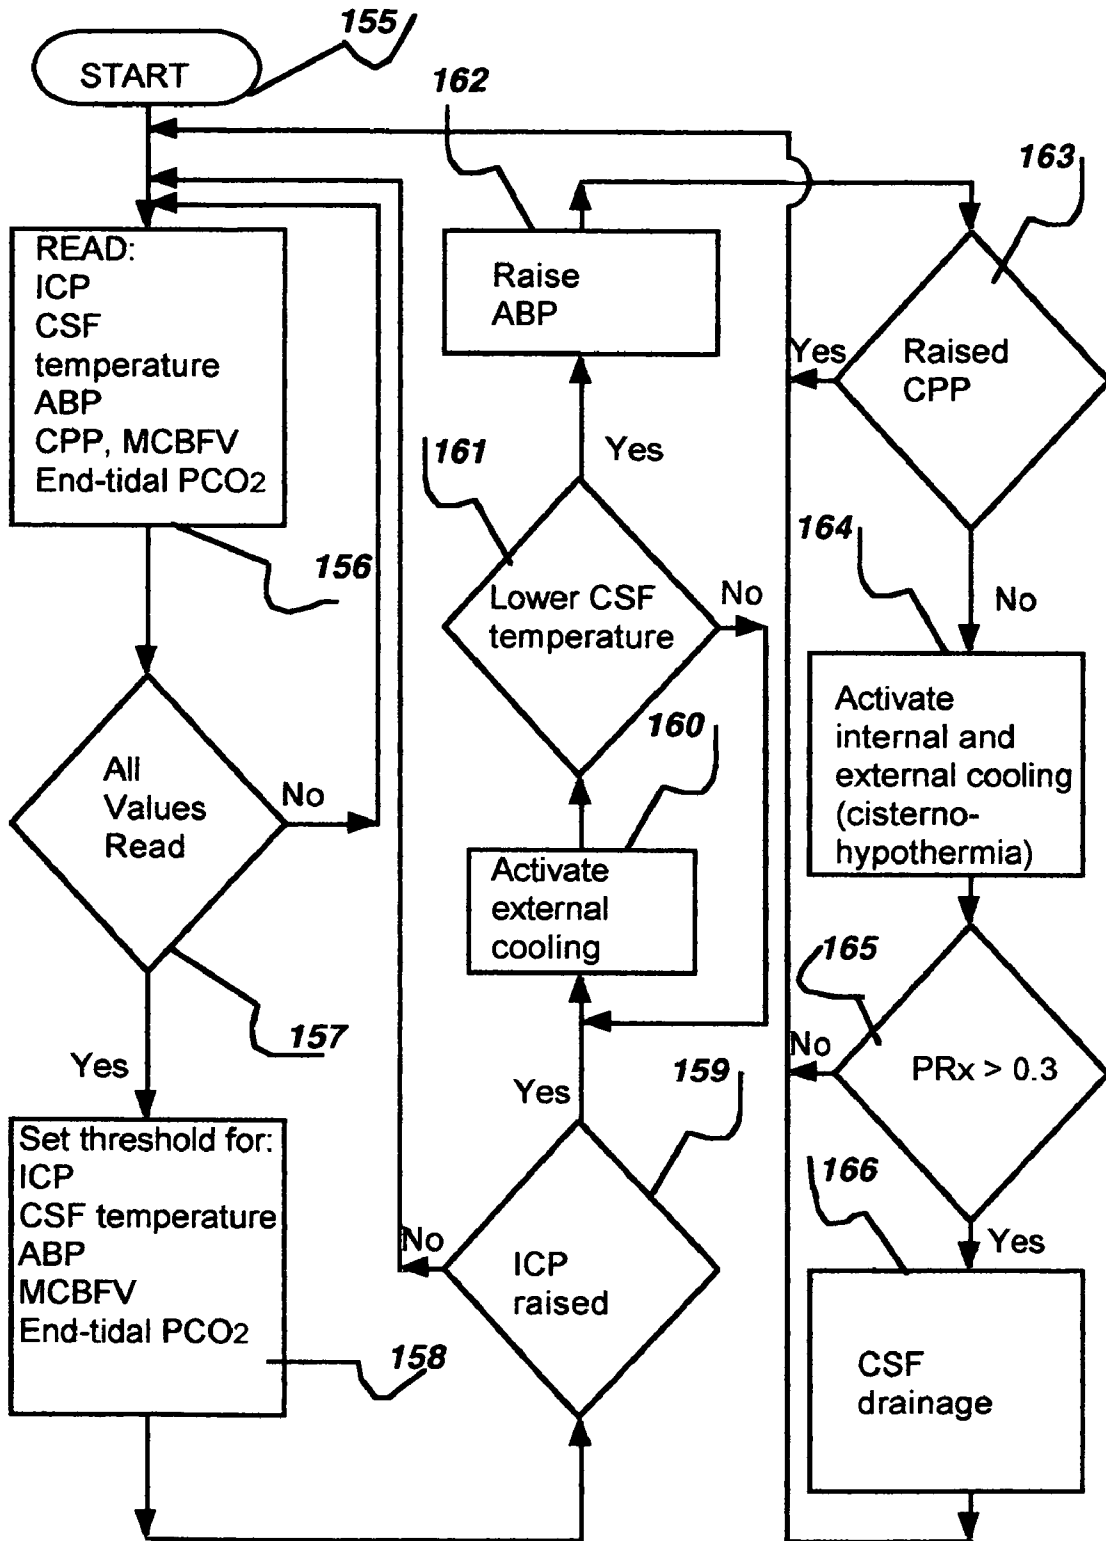 155
START
READ:
ICP
CSF
temperature
ABP
CPP, MCBFV
End-tidal PCO2
156
All
Values
Read
No
157
Yes
Set threshold for:
ICP
CSF temperature
ABP
MCBFV
End-tidal PCO2
158
162
Raise
ABP
Yes
161
Lower CSF
temperature
No
160
Activate
external
cooling
Yes
159
No
ICP
raised
163
Yes
Raised
CPP
164
No
Activate
internal and
external cooling
(cisterno-
hypothermia)
165
No
PRx > 0.3
166
Yes
CSF
drainage